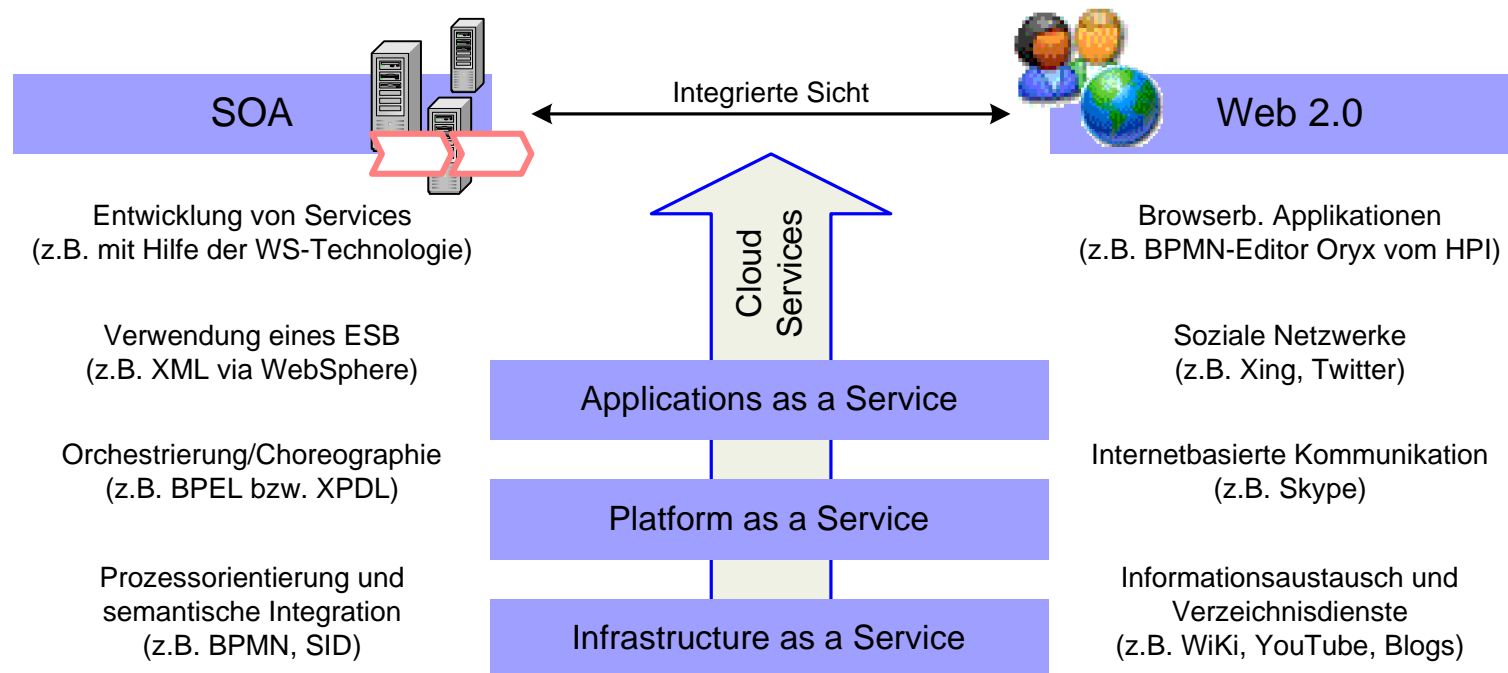 SOA
Integrierte Sicht
Web 2.0
Entwicklung von Services
(z.B. mit Hilfe der WS-Technologie)
Verwendung eines ESB
(z.B. XML via WebSphere)
Orchestrierung/Choreographie
(z.B. BPEL bzw. XPDL)
Prozessorientierung und
semantische Integration
(z.B. BPMN, SID)
Cloud
Services
Applications as a Service
Platform as a Service
Infrastructure as a Service
Browserb. Applikationen
(z.B. BPMN-Editor Oryx vom HPI)
Soziale Netzwerke
(z.B. Xing, Twitter)
Internetbasierte Kommunikation
(z.B. Skype)
Informationsaustausch und
Verzeichnisdienste
(z.B. WiKi, YouTube, Blogs)